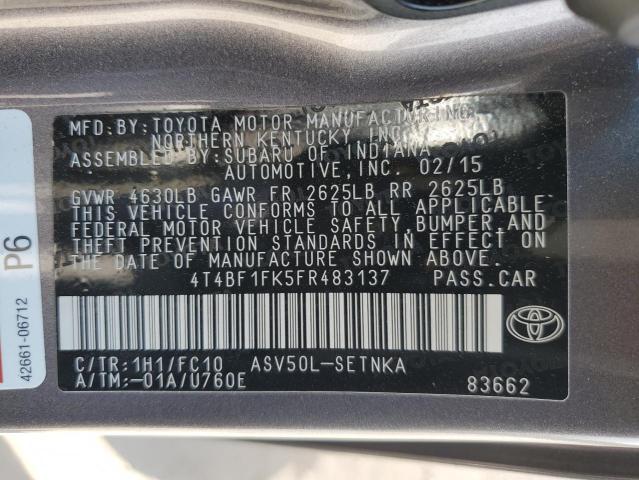 MFD. BY: TOYOTA MOTOR MANUFACTURING
NORTHERN KENTUCKY, INC.
ASSEMBLED BY: SUBARU OF INDIANA
AUTOMOTIVE, INC. 02/15
GVWR 4630LB GAWR FR 2625LB RR 2625LB
THIS VEHICLE CONFORMS TO ALL APPLICABLE
FEDERAL MOTOR VEHICLE SAFETY, BUMPER, AND
THEFT PREVENTION STANDARDS IN EFFECT ON
THE DATE OF MANUFACTURE SHOWN ABOVE.
4T4BF1FK5FR483137 PASS.CAR
C/TR: 1H1/FC10 ASV50L-SETNKA
A/TM: -01A/U760E 83662
P6
42661-06712